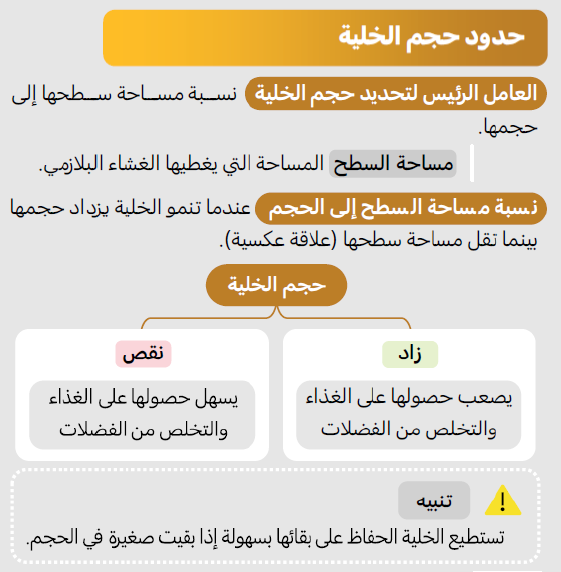 حدود حجم الخلية
العامل الرئيس لتحديد حجم الخلية نسبة مساحة سطحها إلى
حجمها.
مساحة السطح المساحة التي يغطيها الغشاء البلازمي.
نسبة مساحة السطح إلى الحجم عندما تنمو الخلية يزداد حجمها
بينما تقل مساحة سطحها (علاقة عكسية).
حجم الخلية
زاد
يصعب حصولها على الغذاء
والتخلص من الفضلات
نقص
يسهل حصولها على الغذاء
والتخلص من الفضلات
تنبيه
تستطيع الخلية الحفاظ على بقائها بسهولة إذا بقيت صغيرة في الحجم.